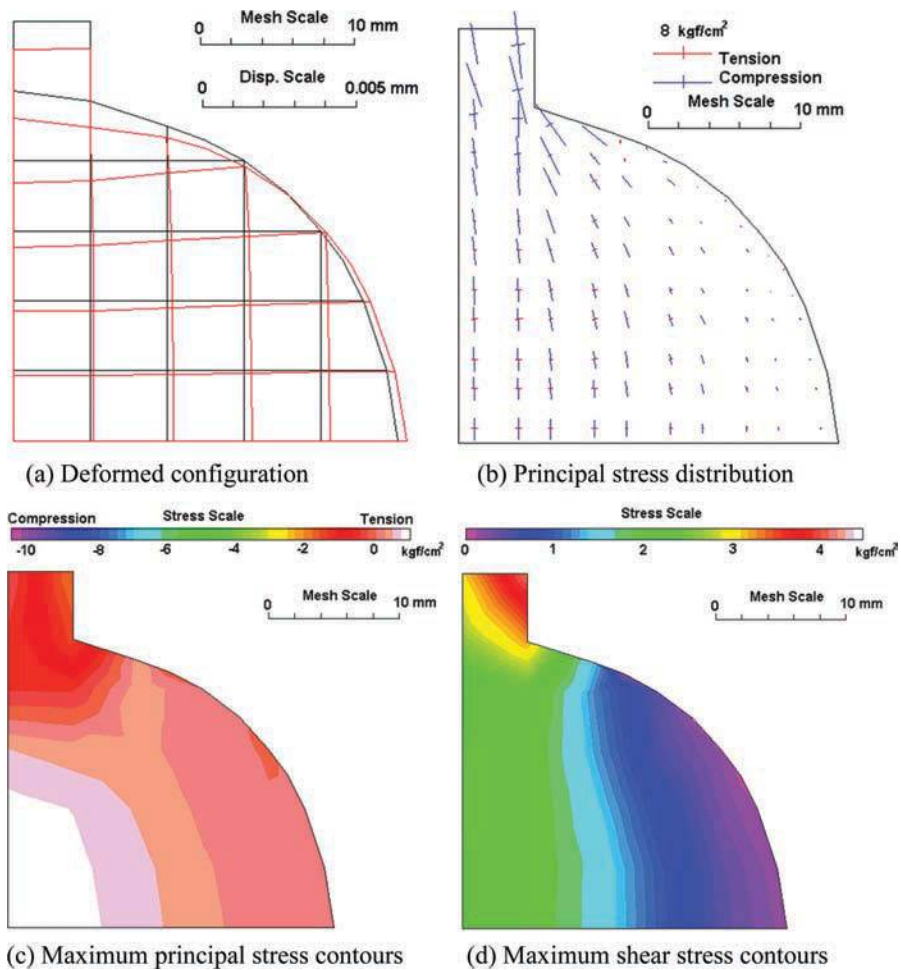 Mesh Scale
0 10 mm
Disp. Scale
0 0.005 mm
(a) Deformed configuration
8 kgf/cm²
Tension
Compression
Mesh Scale
0 10 mm
(b) Principal stress distribution
Compression Stress Scale Tension
-10 -8 -6 -4 -2 0 kgf/cm²
Mesh Scale
0 10 mm
(c) Maximum principal stress contours
Stress Scale
0 1 2 3 4 kgf/cm²
Mesh Scale
0 10 mm
(d) Maximum shear stress contours